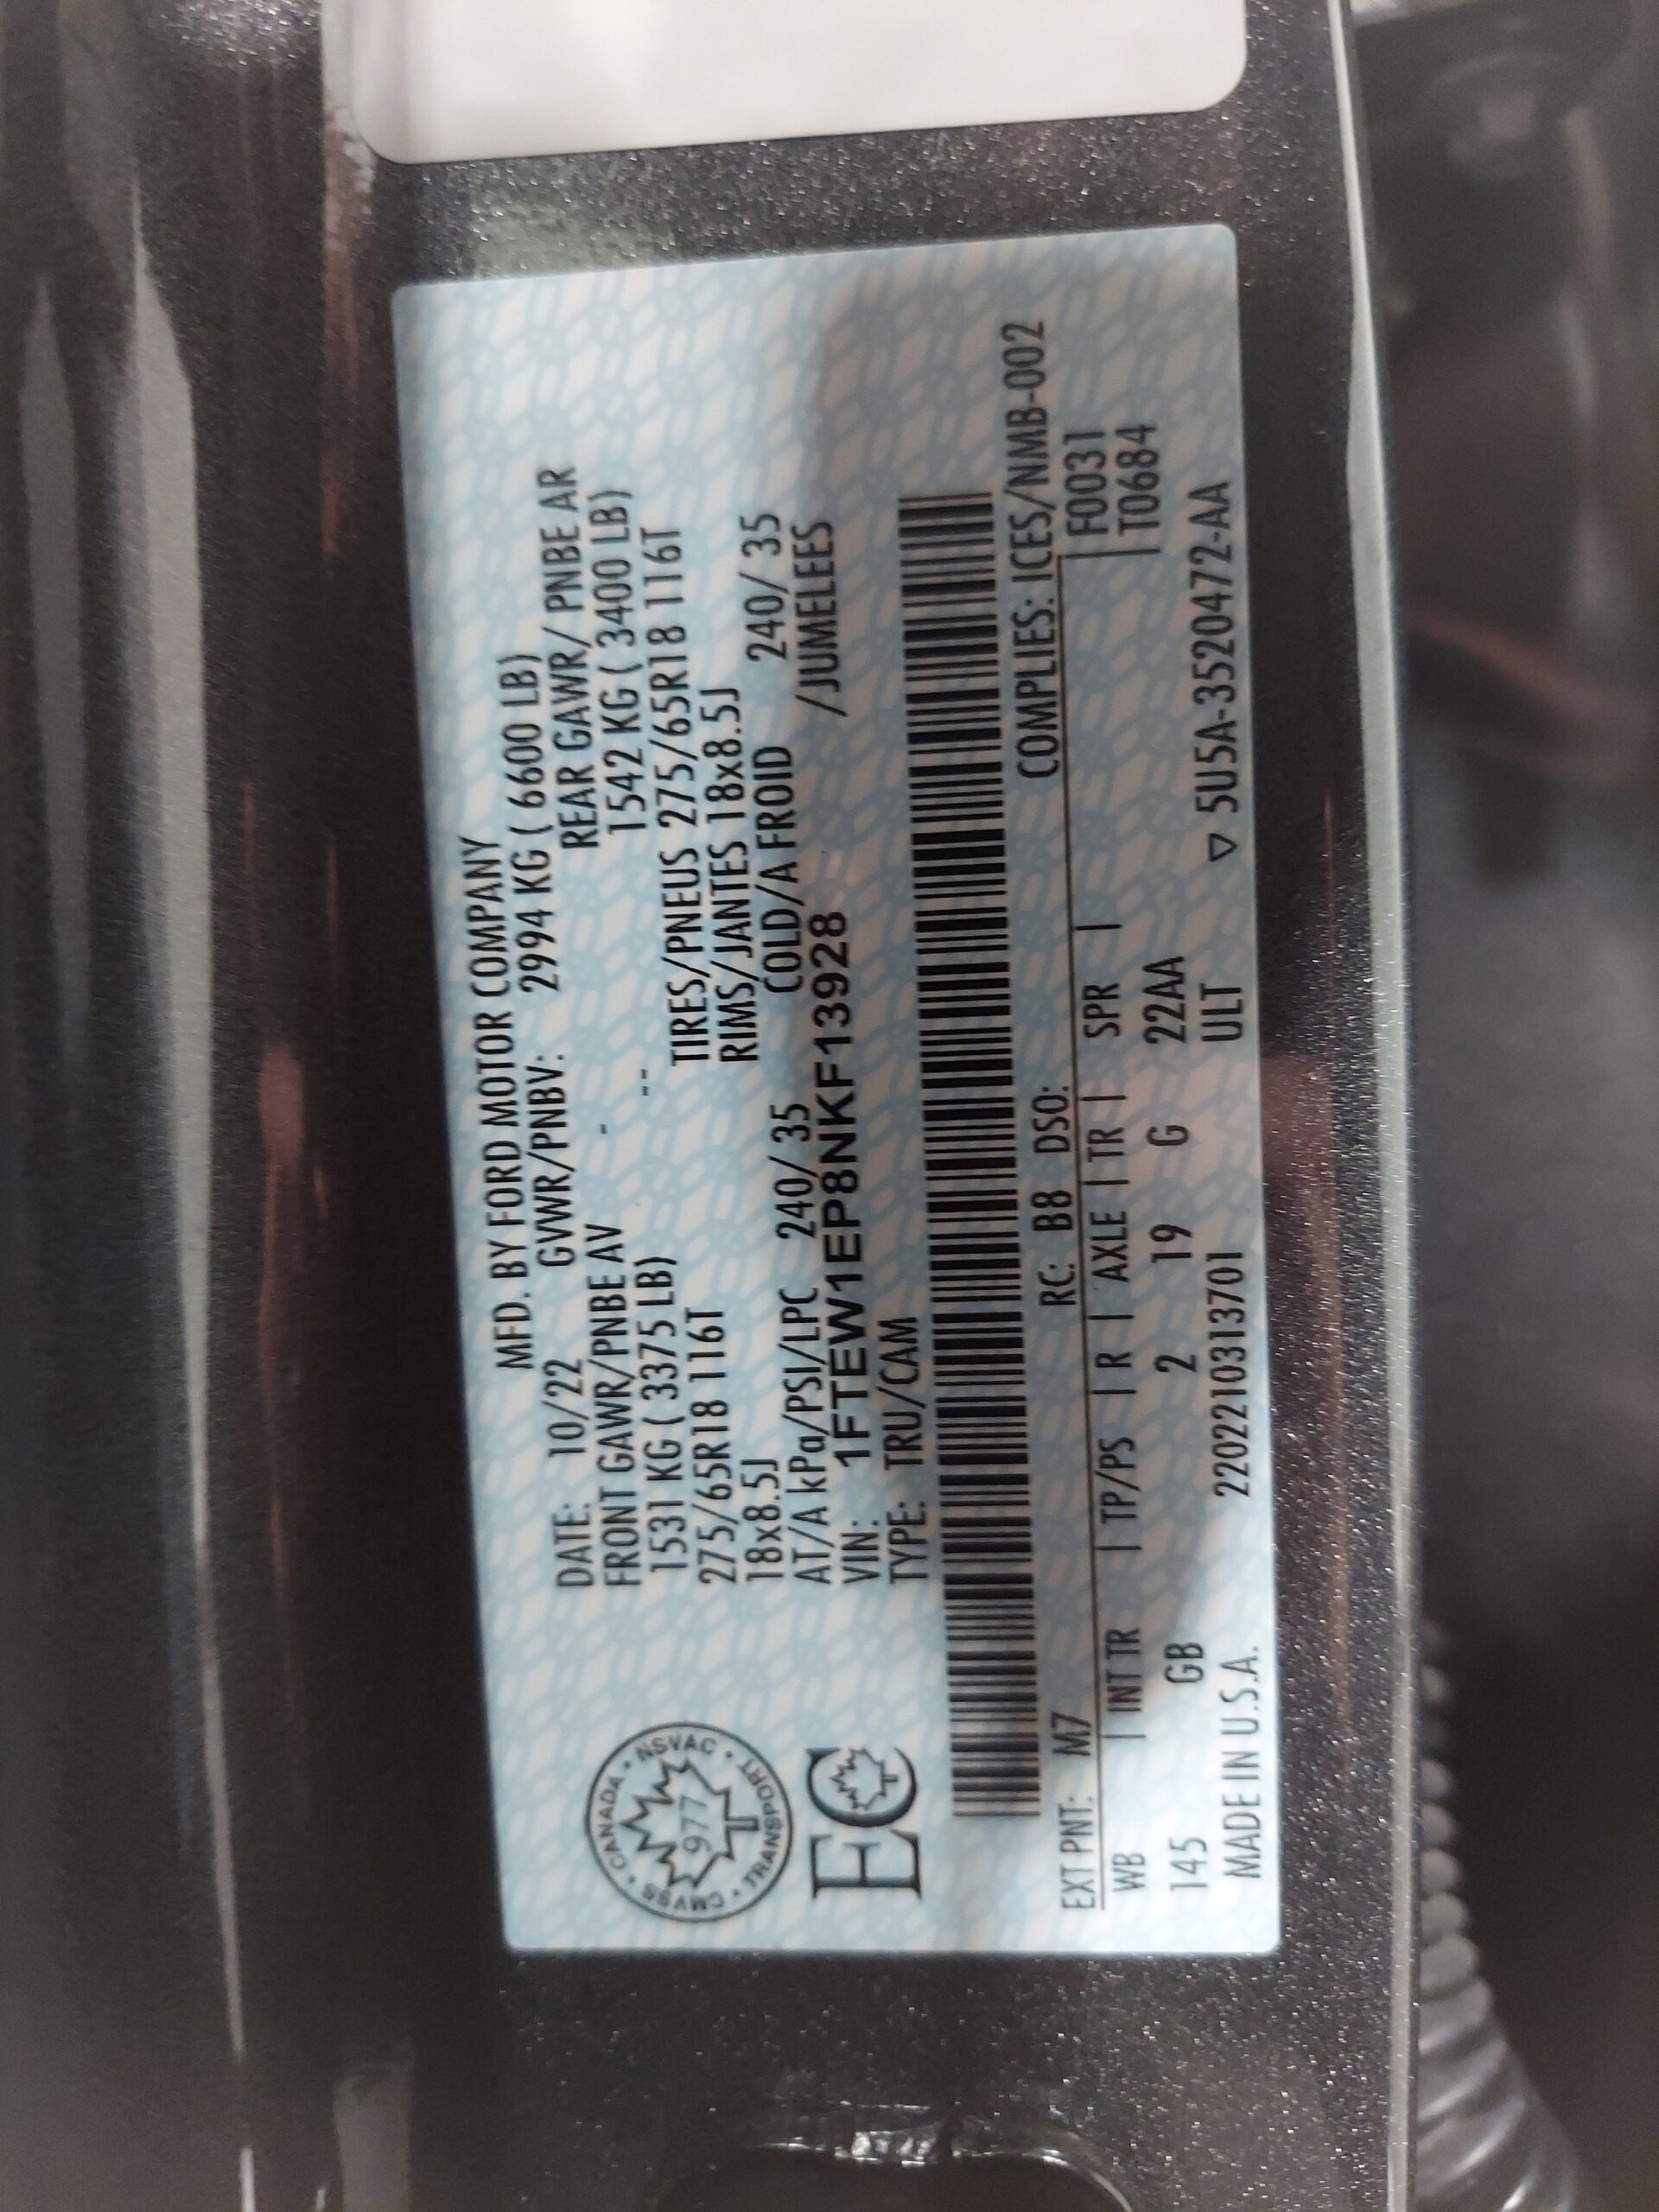 MFD. BY FORD MOTOR COMPANY
DATE: 10/22 GVWR/PNBV: 2994 KG ( 6600 LB)
FRONT GAWR/PNBE AV - REAR GAWR/ PNBE AR
1531 KG ( 3375 LB) -- 1542 KG ( 3400 LB)
275/65R18 116T TIRES/PNEUS 275/65R18 116T
18x8.5J RIMS/JANTES 18x8.5J
AT/A kPa/PSI/LPC 240/ 35 COLD/A FROID 240/ 35
VIN: 1FTEW1EP8NKF13928 /JUMELEES
TYPE: TRU/CAM
CANADA • NSVAC • TRANSPORT • CMVSS •
977
EC
EXT PNT: M7 RC: B8 DSO: COMPLIES: ICES/NMB-002
WB | INT TR | TP/PS | R | AXLE | TR | SPR | | F0031
145 GB 2 19 G 22AA | T0684
MADE IN U.S.A. 220221031370​1 ULT ▽ 5U5A-3520472-AA